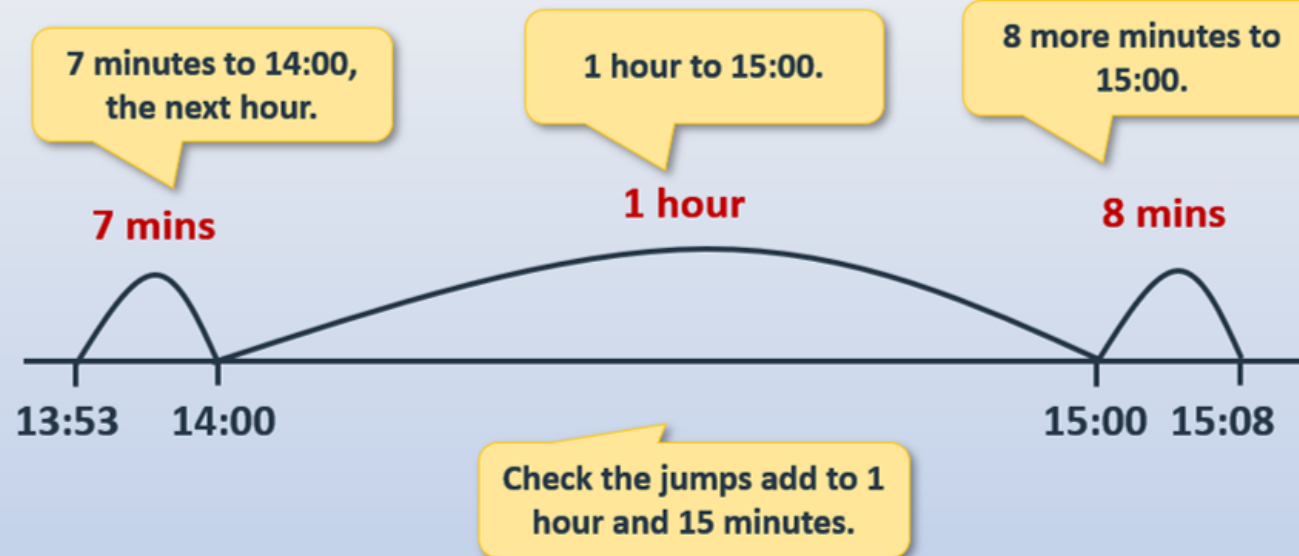 7 minutes to 14:00,
the next hour.
1 hour to 15:00.
8 more minutes to
15:00.
7 mins
1 hour
8 mins
13:53
14:00
15:00
15:08
Check the jumps add to 1
hour and 15 minutes.